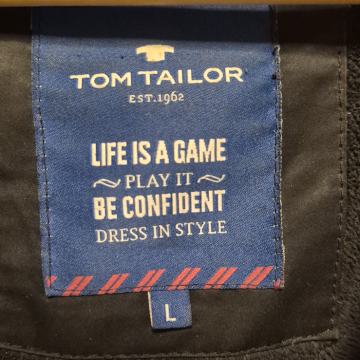 TOM TAILOR
EST.1962
LIFE IS A GAME
~ PLAY IT ~
BE CONFIDENT
DRESS IN STYLE
L